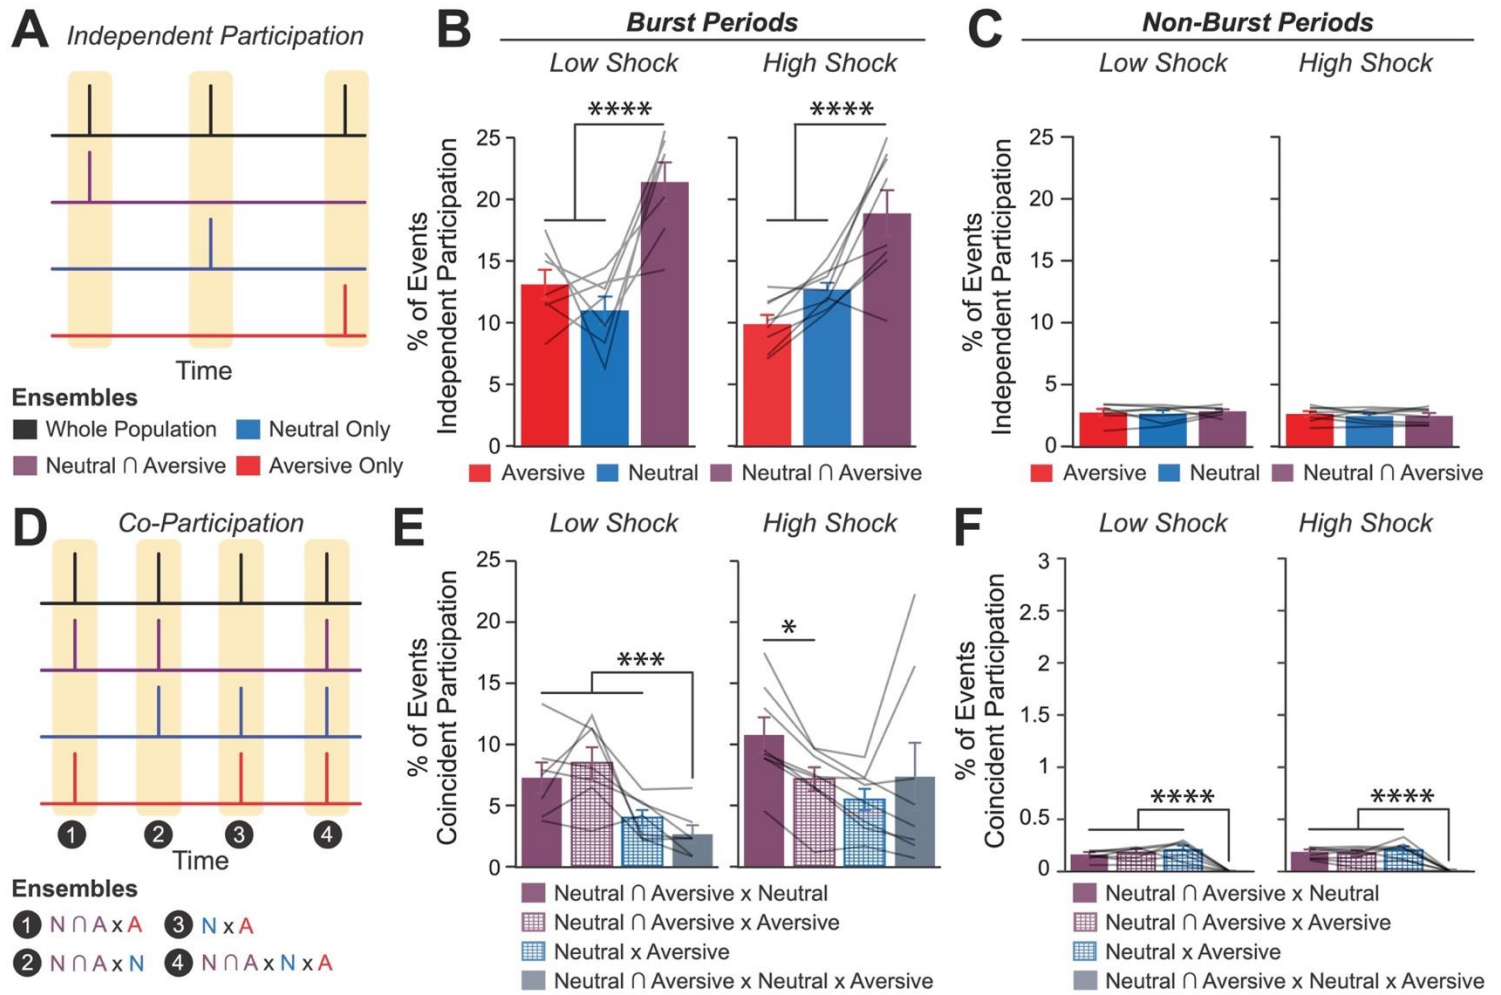 A
Independent Participation
Time
Ensembles
Whole Population
Neutral Only
Neutral ∩ Aversive
Aversive Only
B
Burst Periods
Low Shock
High Shock
****
****
% of Events
Independent Participation
25
20
15
10
5
0
Aversive
Neutral
Neutral ∩ Aversive
C
Non-Burst Periods
Low Shock
High Shock
% of Events
Independent Participation
25
20
15
10
5
0
Aversive
Neutral
Neutral ∩ Aversive
D
Co-Participation
1
2
3
4
Time
Ensembles
1 N ∩ A x A
3 N x A
2 N ∩ A x N
4 N ∩ A x N x A
E
Low Shock
High Shock
***
*
% of Events
Coincident Participation
25
20
15
10
5
0
Neutral ∩ Aversive x Neutral
Neutral ∩ Aversive x Aversive
Neutral x Aversive
Neutral ∩ Aversive x Neutral x Aversive
F
Low Shock
High Shock
****
****
% of Events
Coincident Participation
3
2.5
2
1.5
1
0.5
0
Neutral ∩ Aversive x Neutral
Neutral ∩ Aversive x Aversive
Neutral x Aversive
Neutral ∩ Aversive x Neutral x Aversive